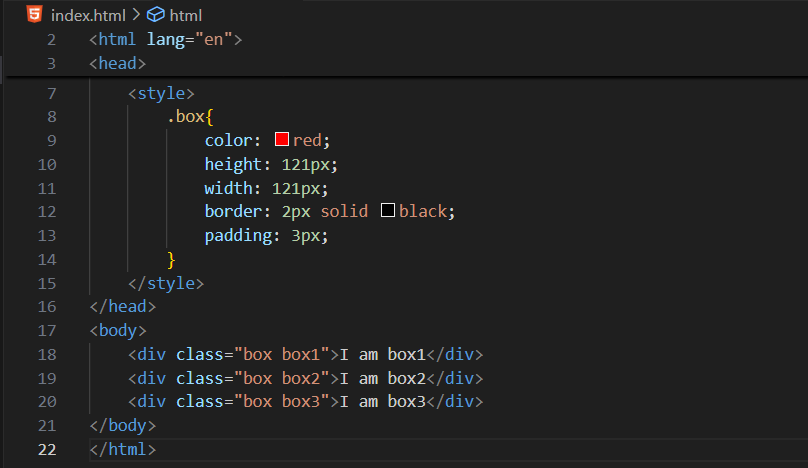 index.html > html
2 <html lang="en">
3 <head>
7 <style>
8 .box{
9 color: red;
10 height: 121px;
11 width: 121px;
12 border: 2px solid black;
13 padding: 3px;
14 }
15 </style>
16 </head>
17 <body>
18 <div class="box box1">I am box1</div>
19 <div class="box box2">I am box2</div>
20 <div class="box box3">I am box3</div>
21 </body>
22 </html>